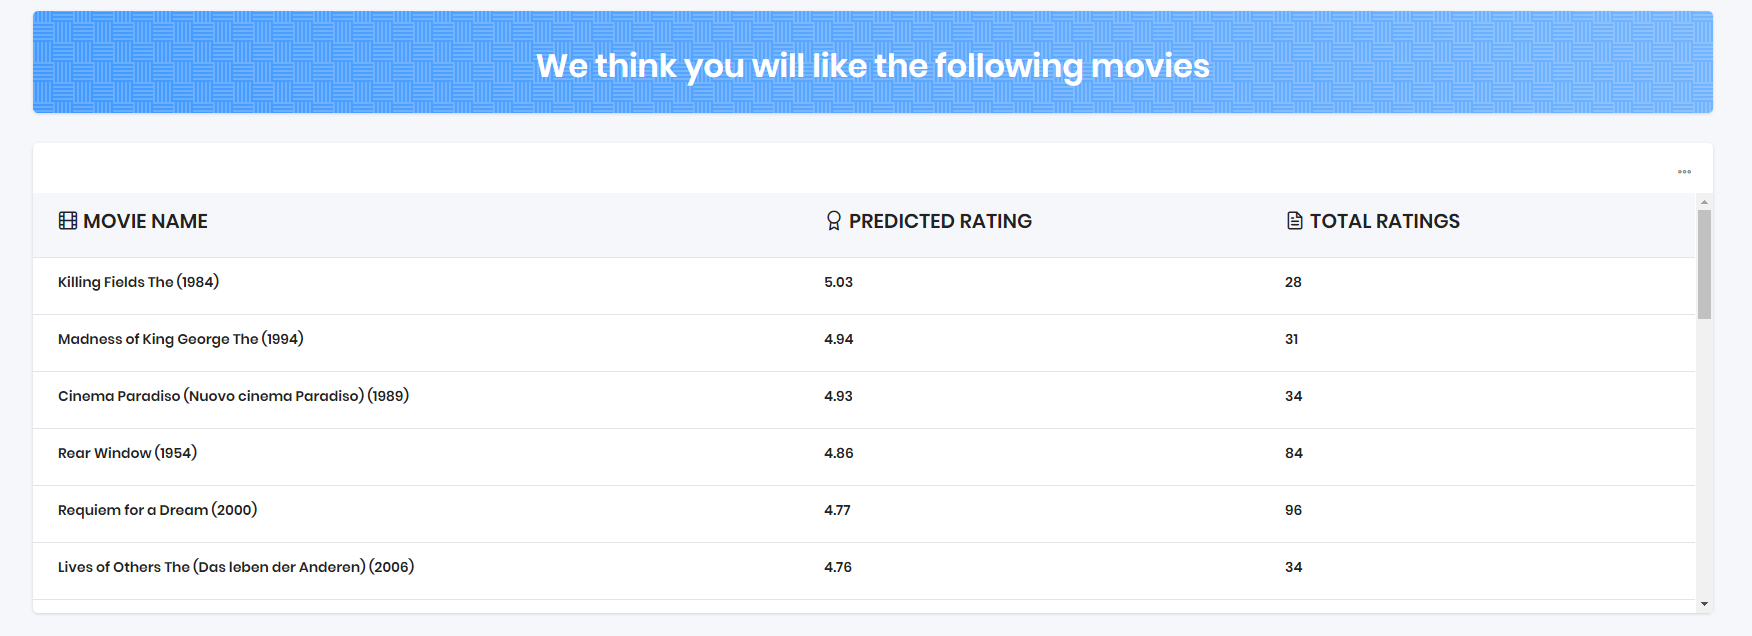 We think you will like the following movies
MOVIE NAME PREDICTED RATING TOTAL RATINGS
Killing Fields The (1984) 5.03 28
Madness of King George The (1994) 4.94 31
Cinema Paradiso (Nuovo cinema Paradiso) (1989) 4.93 34
Rear Window (1954) 4.86 84
Requiem for a Dream (2000) 4.77 96
Lives of Others The (Das leben der Anderen) (2006) 4.76 34